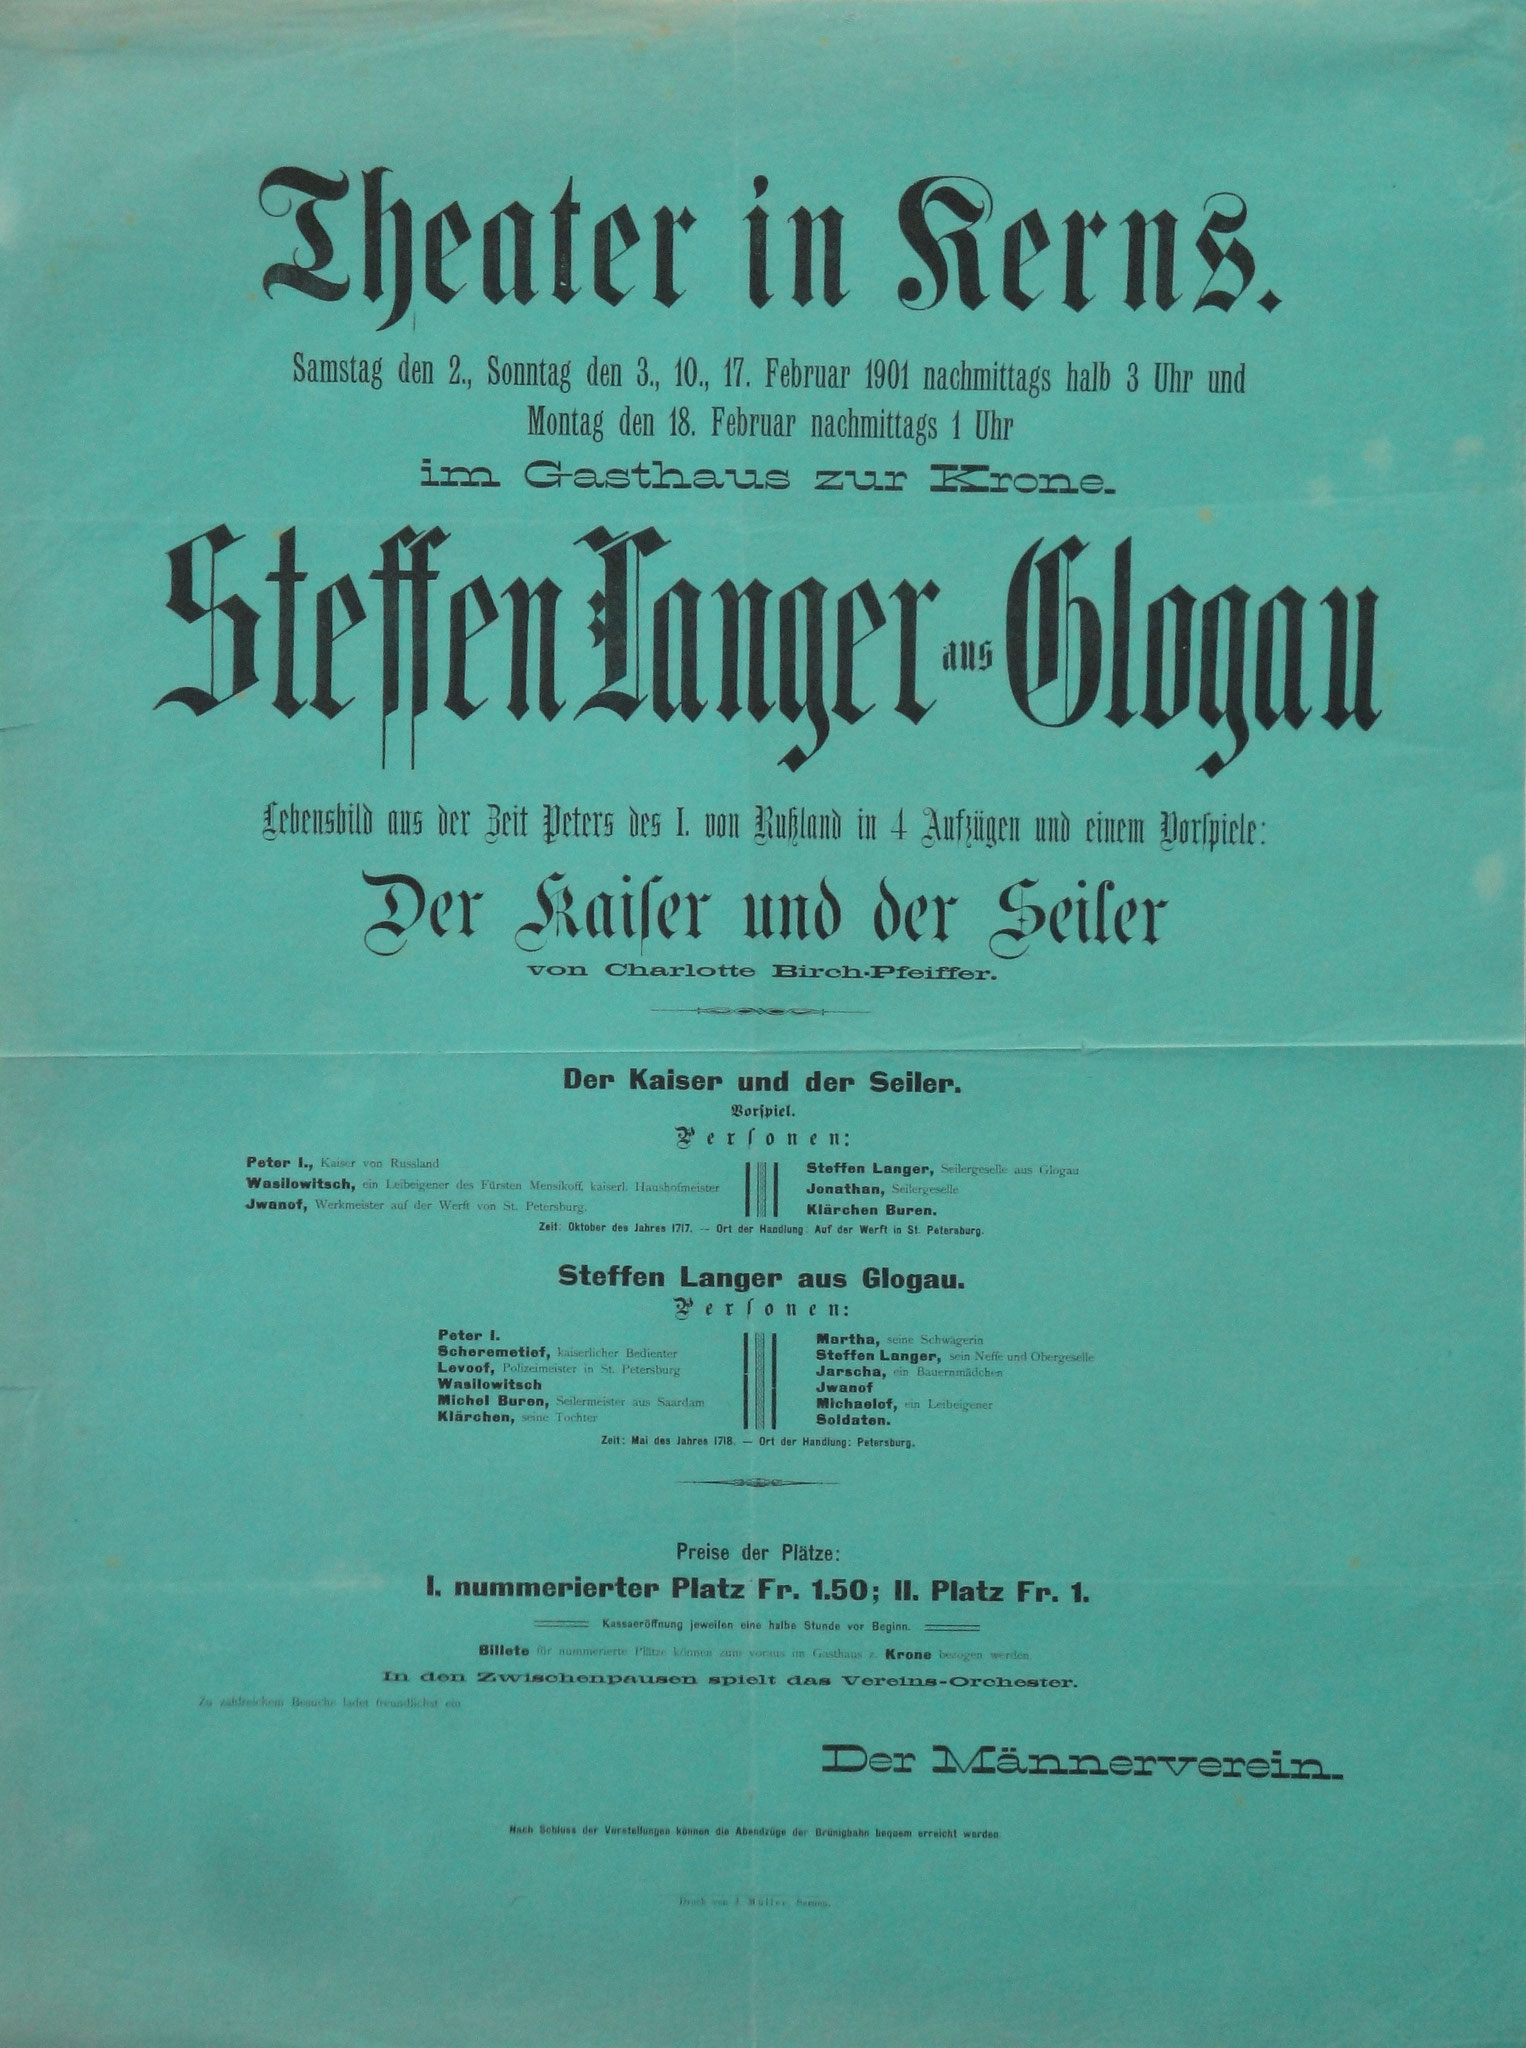 Theater in Kerns.
Samstag den 2., Sonntag den 3., 10., 17. Februar 1901 nachmittags halb 3 Uhr und
Montag den 18. Februar nachmittags 1 Uhr
im Gasthaus zur Krone.
Steffen Langer aus Glogau
Lebensbild aus der Zeit Peters des I. von Rußland in 4 Aufzügen und einem Vorspiele:
Der Kaiser und der Seiler
von Charlotte Birch-Pfeiffer.
Der Kaiser und der Seiler.
Vorspiel.
Personen:
Peter I., Kaiser von Russland
Wasilowitsch, ein Leibeigener des Fürsten Mensikoff, kaiserl. Haushofmeister
Jwanof, Werkmeister auf der Werft von St. Petersburg.
Steffen Langer, Seilergeselle aus Glogau
Jonathan, Seilergeselle
Klärchen Buren.
Zeit: Oktober des Jahres 1717. — Ort der Handlung: Auf der Werft in St. Petersburg.
Steffen Langer aus Glogau.
Personen:
Peter I.
Scheremetief, kaiserlicher Bedienter
Levoof, Polizeimeister in St. Petersburg
Wasilowitsch
Michel Buren, Seilermeister aus Saardam
Klärchen, seine Tochter
Martha, seine Schwägerin
Steffen Langer, sein Neffe und Obergeselle
Jarscha, ein Bauernmädchen
Jwanof
Michaelof, ein Leibeigener
Soldaten.
Zeit: Mai des Jahres 1718. — Ort der Handlung: Petersburg.
Preise der Plätze:
I. nummerierter Platz Fr. 1.50; II. Platz Fr. 1.
Kassaeröffnung jeweilen eine halbe Stunde vor Beginn.
Billete für nummerierte Plätze können zum voraus im Gasthaus z. Krone bezogen werden
In den Zwischenpausen spielt das Vereins-Orchester.
Zu zahlreichem Besuche ladet freundlichst ein
Der Männerverein.
Nach Schluss der Vorstellungen können die Abendzüge der Brünigbahn bequem erreicht werden.
Druck von J. Müller, Sarnen.